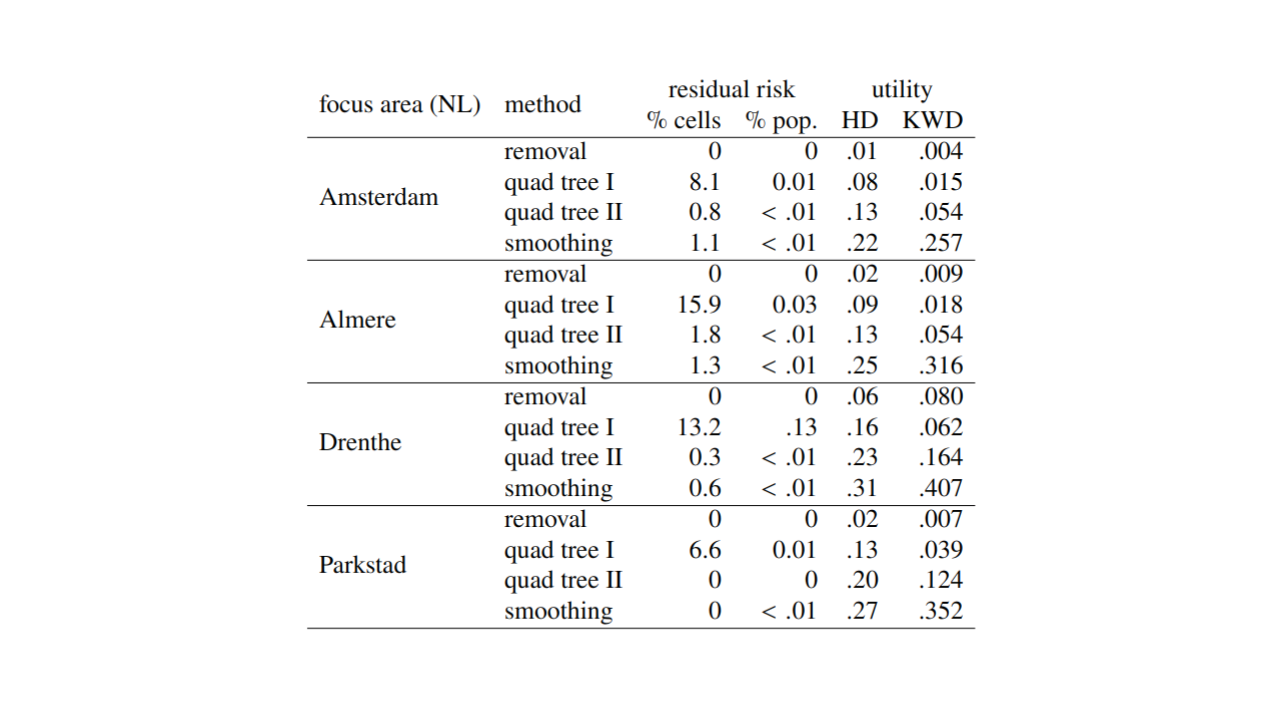 focus area (NL) method residual risk utility
% cells % pop. HD KWD
Amsterdam removal 0 0 .01 .004
quad tree I 8.1 0.01 .08 .015
quad tree II 0.8 < .01 .13 .054
smoothing 1.1 < .01 .22 .257
Almere removal 0 0 .02 .009
quad tree I 15.9 0.03 .09 .018
quad tree II 1.8 < .01 .13 .054
smoothing 1.3 < .01 .25 .316
Drenthe removal 0 0 .06 .080
quad tree I 13.2 .13 .16 .062
quad tree II 0.3 < .01 .23 .164
smoothing 0.6 < .01 .31 .407
Parkstad removal 0 0 .02 .007
quad tree I 6.6 0.01 .13 .039
quad tree II 0 0 .20 .124
smoothing 0 < .01 .27 .352